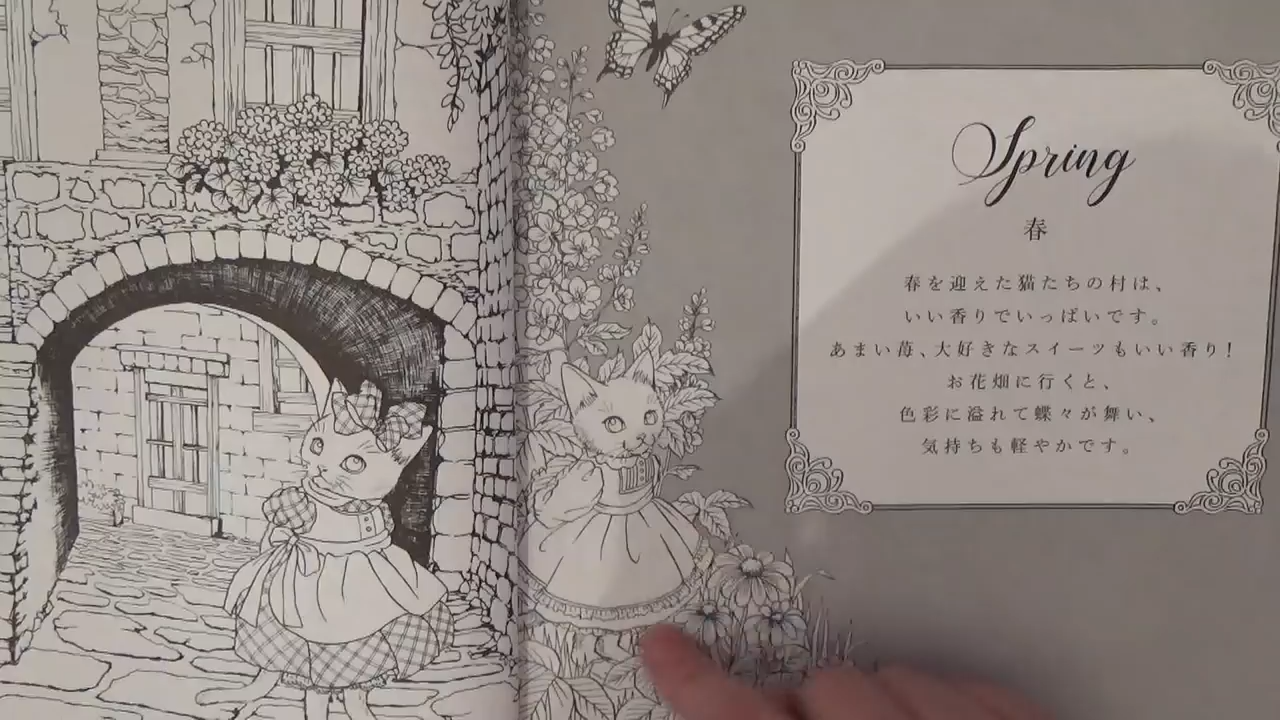 Spring
春
春を迎えた猫たちの村は、
いい香りでいっぱいです。
あまい苺、大好きなスイーツもいい香り!
お花畑に行くと、
色彩に溢れて蝶々が舞い、
気持ちも軽やかです。